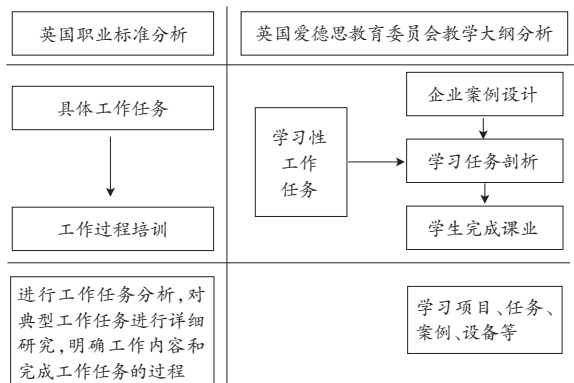 英国职业标准分析
英国爱德思教育委员会教学大纲分析
具体工作任务
工作过程培训
学习性
工作
任务
企业案例设计
学习任务剖析
学生完成课业
进行工作任务分析,对
典型工作任务进行详细
研究,明确工作内容和
完成工作任务的过程
学习项目、任务、
案例、设备等